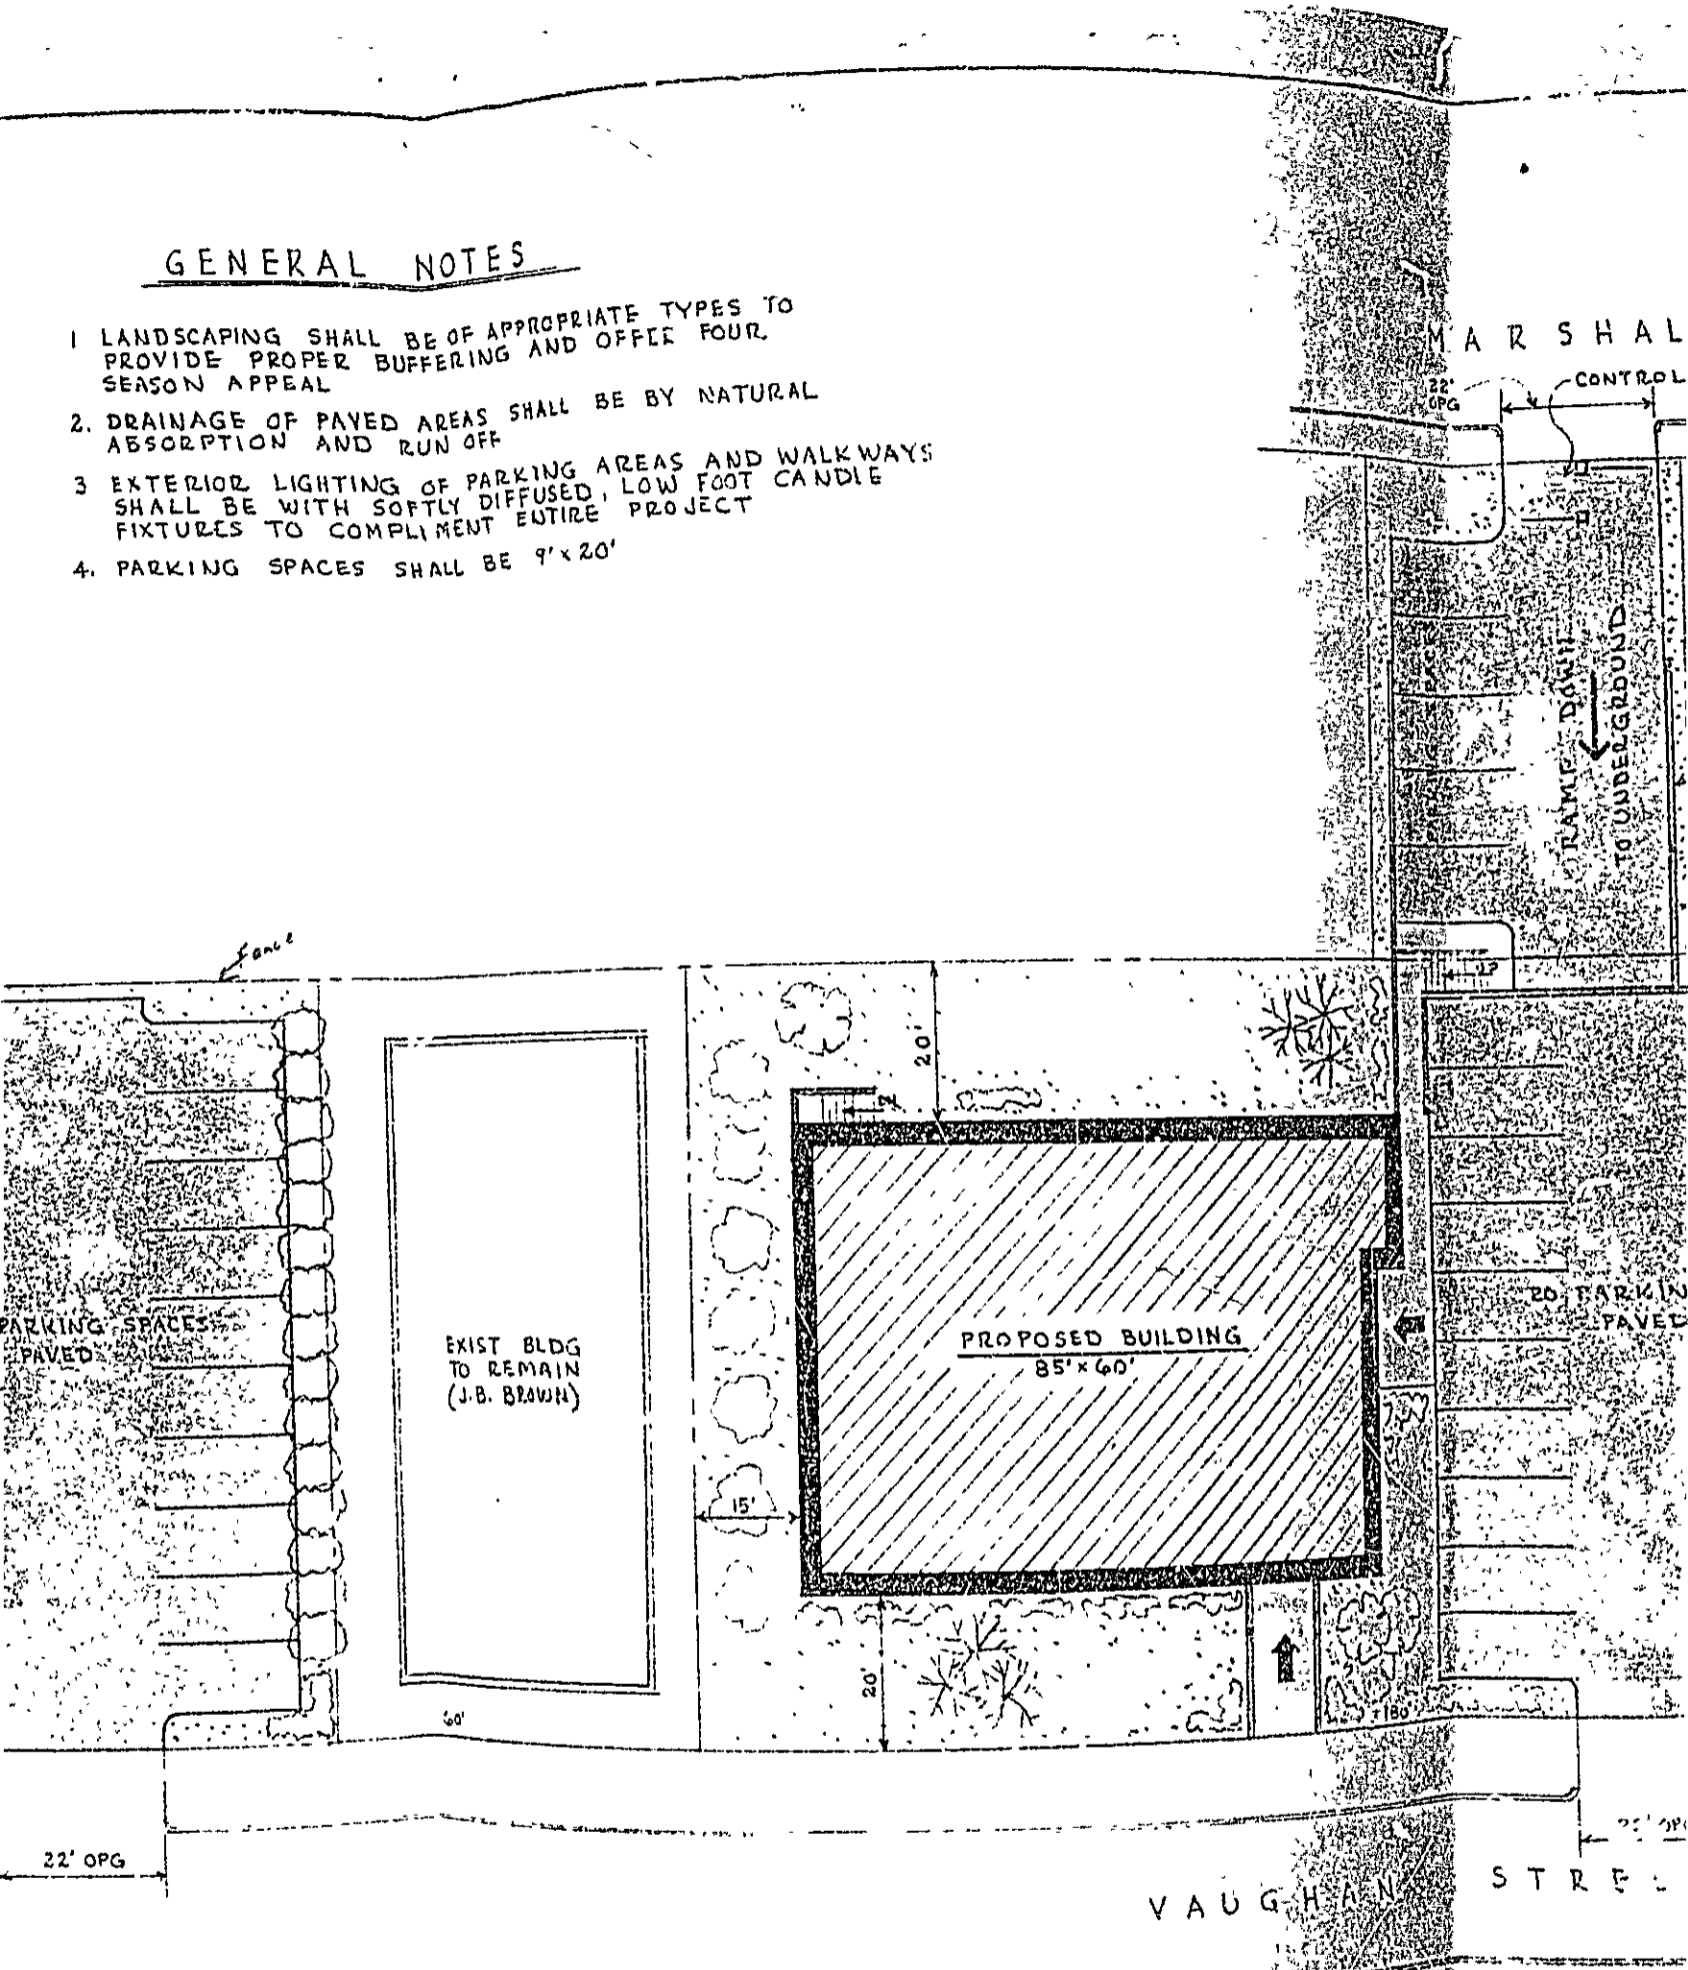 GENERAL NOTES
1 LANDSCAPING SHALL BE OF APPROPRIATE TYPES TO
PROVIDE PROPER BUFFERING AND OFFER FOUR
SEASON APPEAL
2. DRAINAGE OF PAVED AREAS SHALL BE BY NATURAL
ABSORPTION AND RUN OFF
3 EXTERIOR LIGHTING OF PARKING AREAS AND WALKWAYS
SHALL BE WITH SOFTLY DIFFUSED, LOW FOOT CANDLE
FIXTURES TO COMPLIMENT ENTIRE PROJECT
4. PARKING SPACES SHALL BE 9' x 20'
MARSHAL
22'
OPG
CONTROL
RAMP DOWN
TO UNDERGROUND
fence
20'
PARKING SPACES
PAVED
EXIST BLDG
TO REMAIN
(J.B. BROWN)
PROPOSED BUILDING
85' x 60'
20 PARKIN
PAVED
15'
20'
60'
180'
22' OPG
VAUGHAN STREE